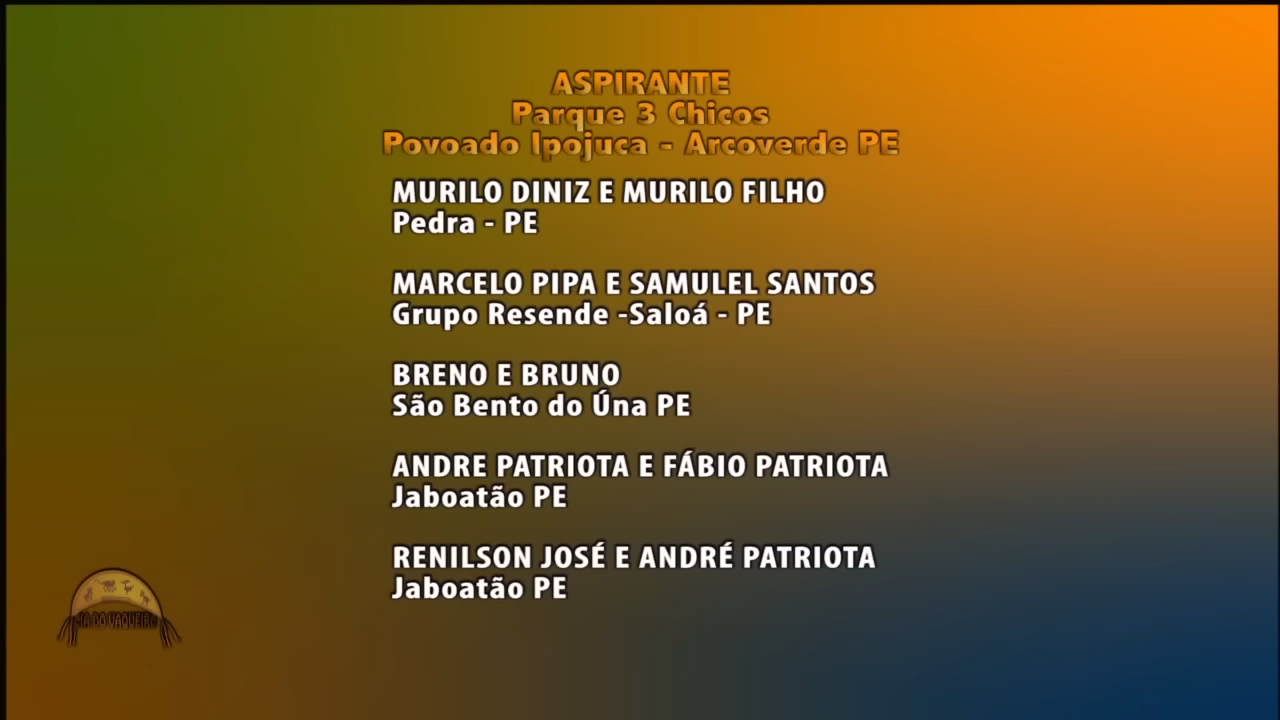 ASPIRANTE
Parque 3 Chicos
Povoado Ipojuca - Arcoverde PE
MURILO DINIZ E MURILO FILHO
Pedra - PE
MARCELO PIPA E SAMULEL SANTOS
Grupo Resende -Saloá - PE
BRENO E BRUNO
São Bento do Úna PE
ANDRE PATRIOTA E FÁBIO PATRIOTA
Jaboatão PE
RENILSON JOSÉ E ANDRÉ PATRIOTA
Jaboatão PE
DO VAQUEIRO